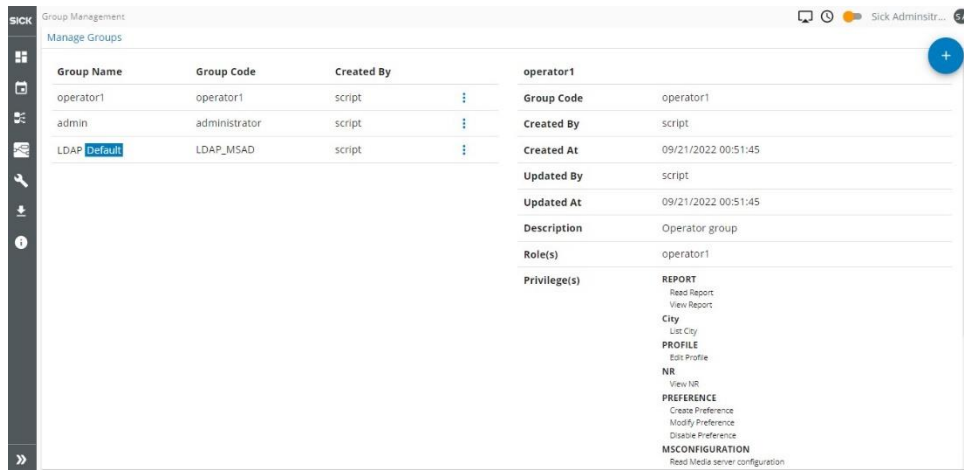 SICK
Group Management
Sick Adminsitr...
Manage Groups
Group Name Group Code Created By
operator1 operator1 script
admin administrator script
LDAP Default LDAP_MSAD script
operator1
Group Code operator1
Created By script
Created At 09/21/2022 00:51:45
Updated By script
Updated At 09/21/2022 00:51:45
Description Operator group
Role(s) operator1
Privilege(s) REPORT
Read Report
View Report
City
List City
PROFILE
Edit Profile
NR
View NR
PREFERENCE
Create Preference
Modify Preference
Disable Preference
MSCONFIGURATION
Read Media server configuration